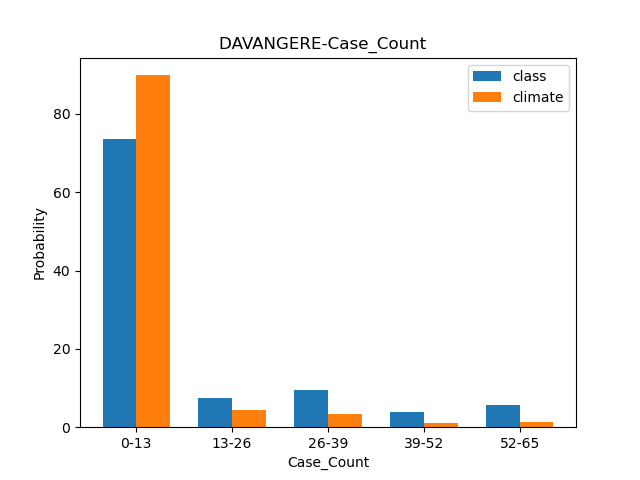 DAVANGERE-Case_Count
class
climate
Probability
80
60
40
20
0
0-13 13-26 26-39 39-52 52-65
Case_Count